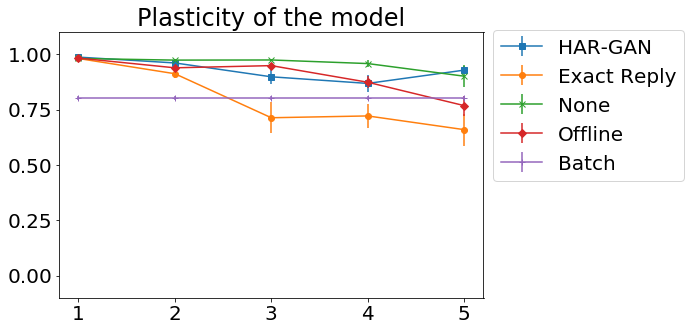 Plasticity of the model
1.00
0.75
0.50
0.25
0.00
1 2 3 4 5
HAR-GAN
Exact Reply
None
Offline
Batch